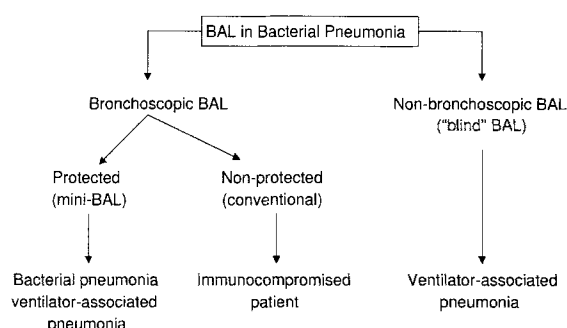 BAL in Bacterial Pneumonia
Bronchoscopic BAL
Non-bronchoscopic BAL
("blind" BAL)
Protected
(mini-BAL)
Non-protected
(conventional)
Bacterial pneumonia
ventilator-associated
pneumonia
Immunocompromised
patient
Ventilator-associated
pneumonia